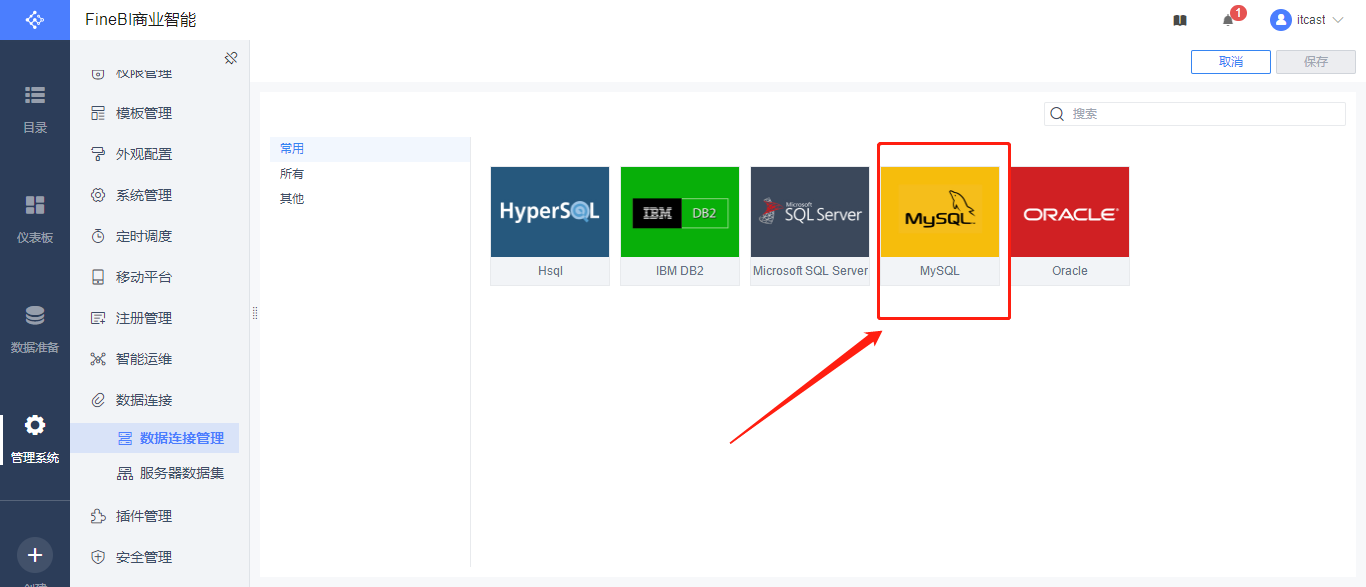 FineBI商业智能
1
itcast
目录
仪表板
数据准备
管理系统
权限管理
模板管理
外观配置
系统管理
定时调度
移动平台
注册管理
智能运维
数据连接
数据连接管理
服务器数据集
插件管理
安全管理
取消
保存
搜索
常用
所有
其他
HyperSQL
Hsql
IBM DB2
IBM DB2
Microsoft
SQL Server
Microsoft SQL Server
MySQL
MySQL
ORACLE
Oracle